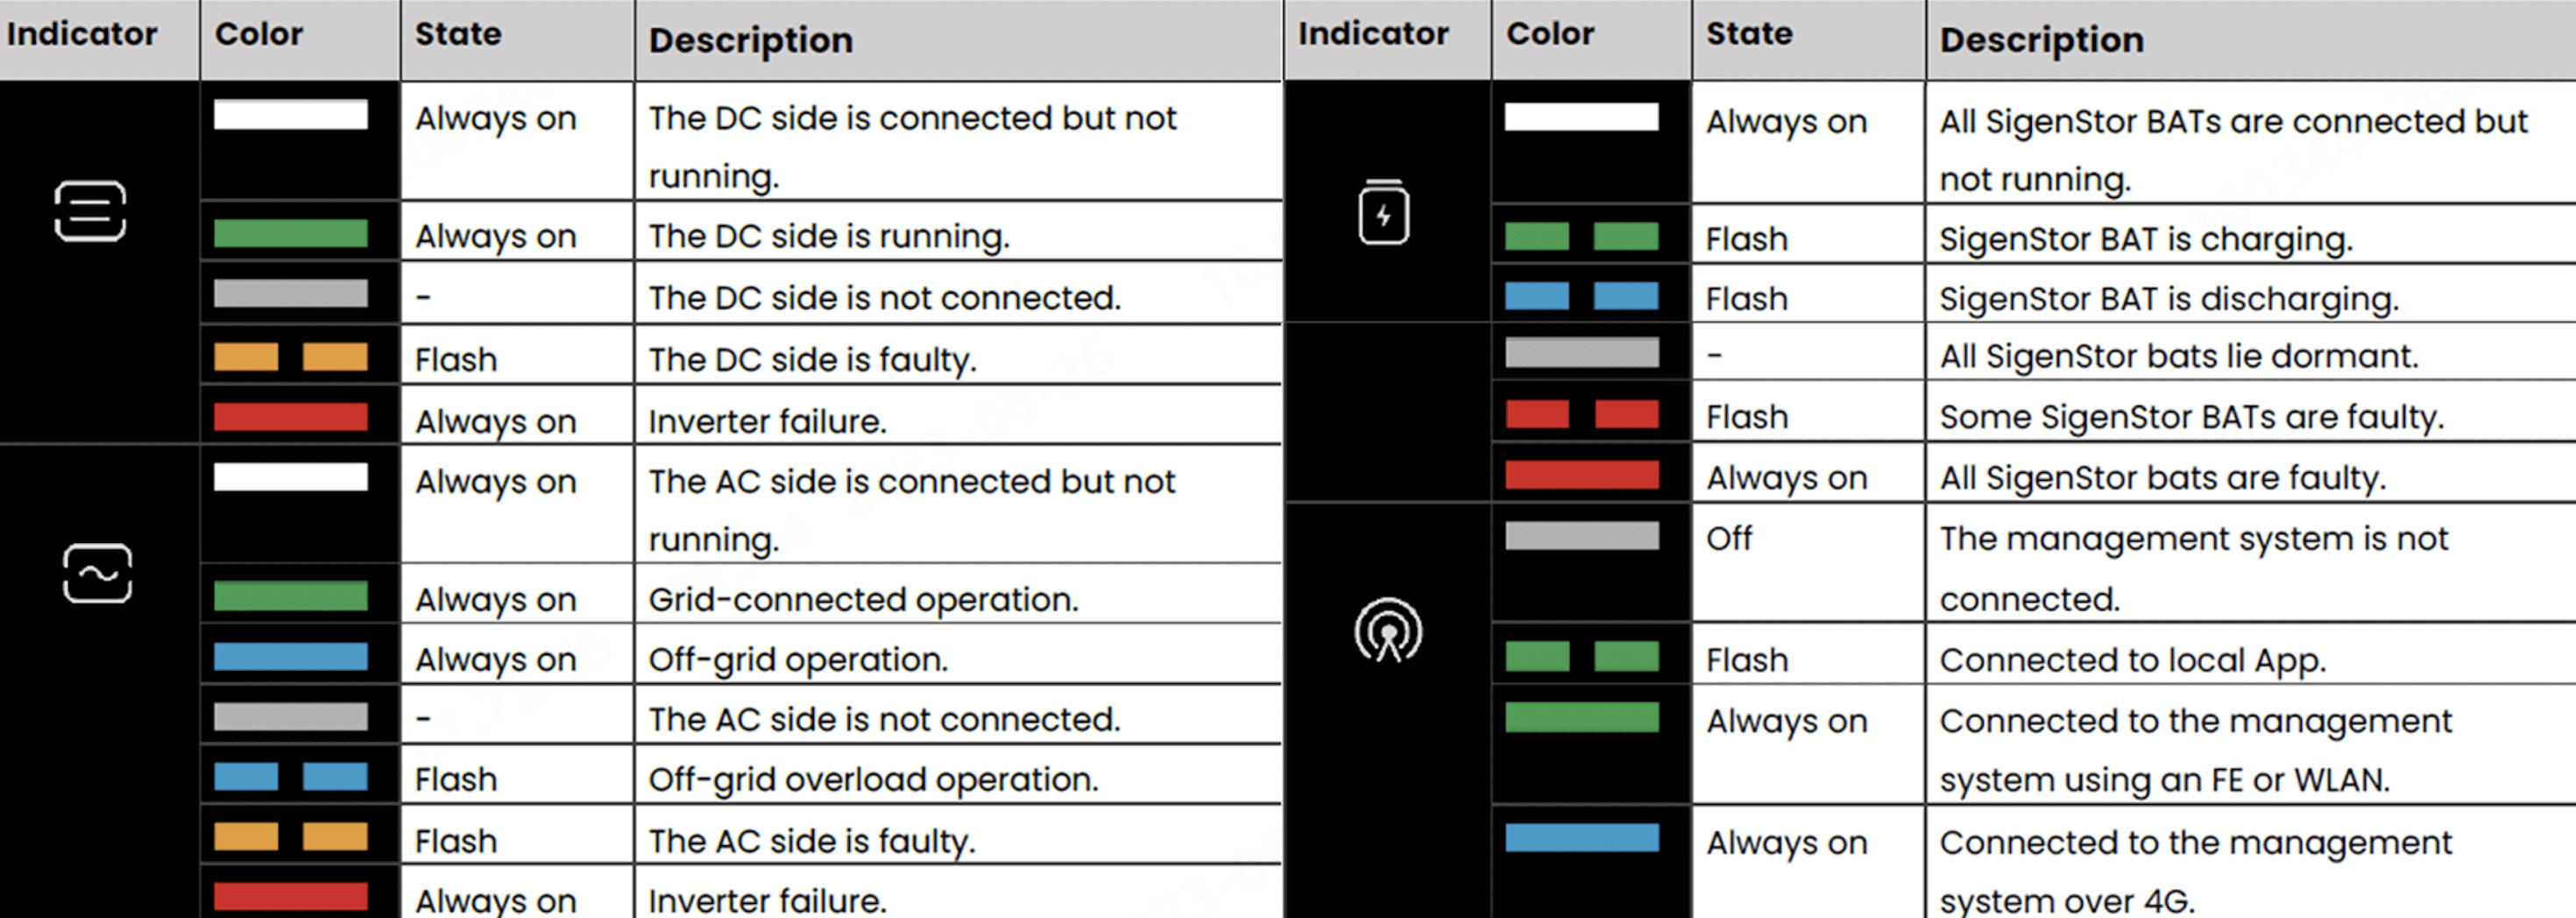 Indicator Color State Description
Always on The DC side is connected but not
running.
Always on The DC side is running.
- The DC side is not connected.
Flash The DC side is faulty.
Always on Inverter failure.
Always on The AC side is connected but not
running.
Always on Grid-connected operation.
Always on Off-grid operation.
- The AC side is not connected.
Flash Off-grid overload operation.
Flash The AC side is faulty.
Always on Inverter failure.
Indicator Color State Description
Always on All SigenStor BATs are connected but
not running.
Flash SigenStor BAT is charging.
Flash SigenStor BAT is discharging.
- All SigenStor bats lie dormant.
Flash Some SigenStor BATs are faulty.
Always on All SigenStor bats are faulty.
Off The management system is not
connected.
Flash Connected to local App.
Always on Connected to the management
system using an FE or WLAN.
Always on Connected to the management
system over 4G.